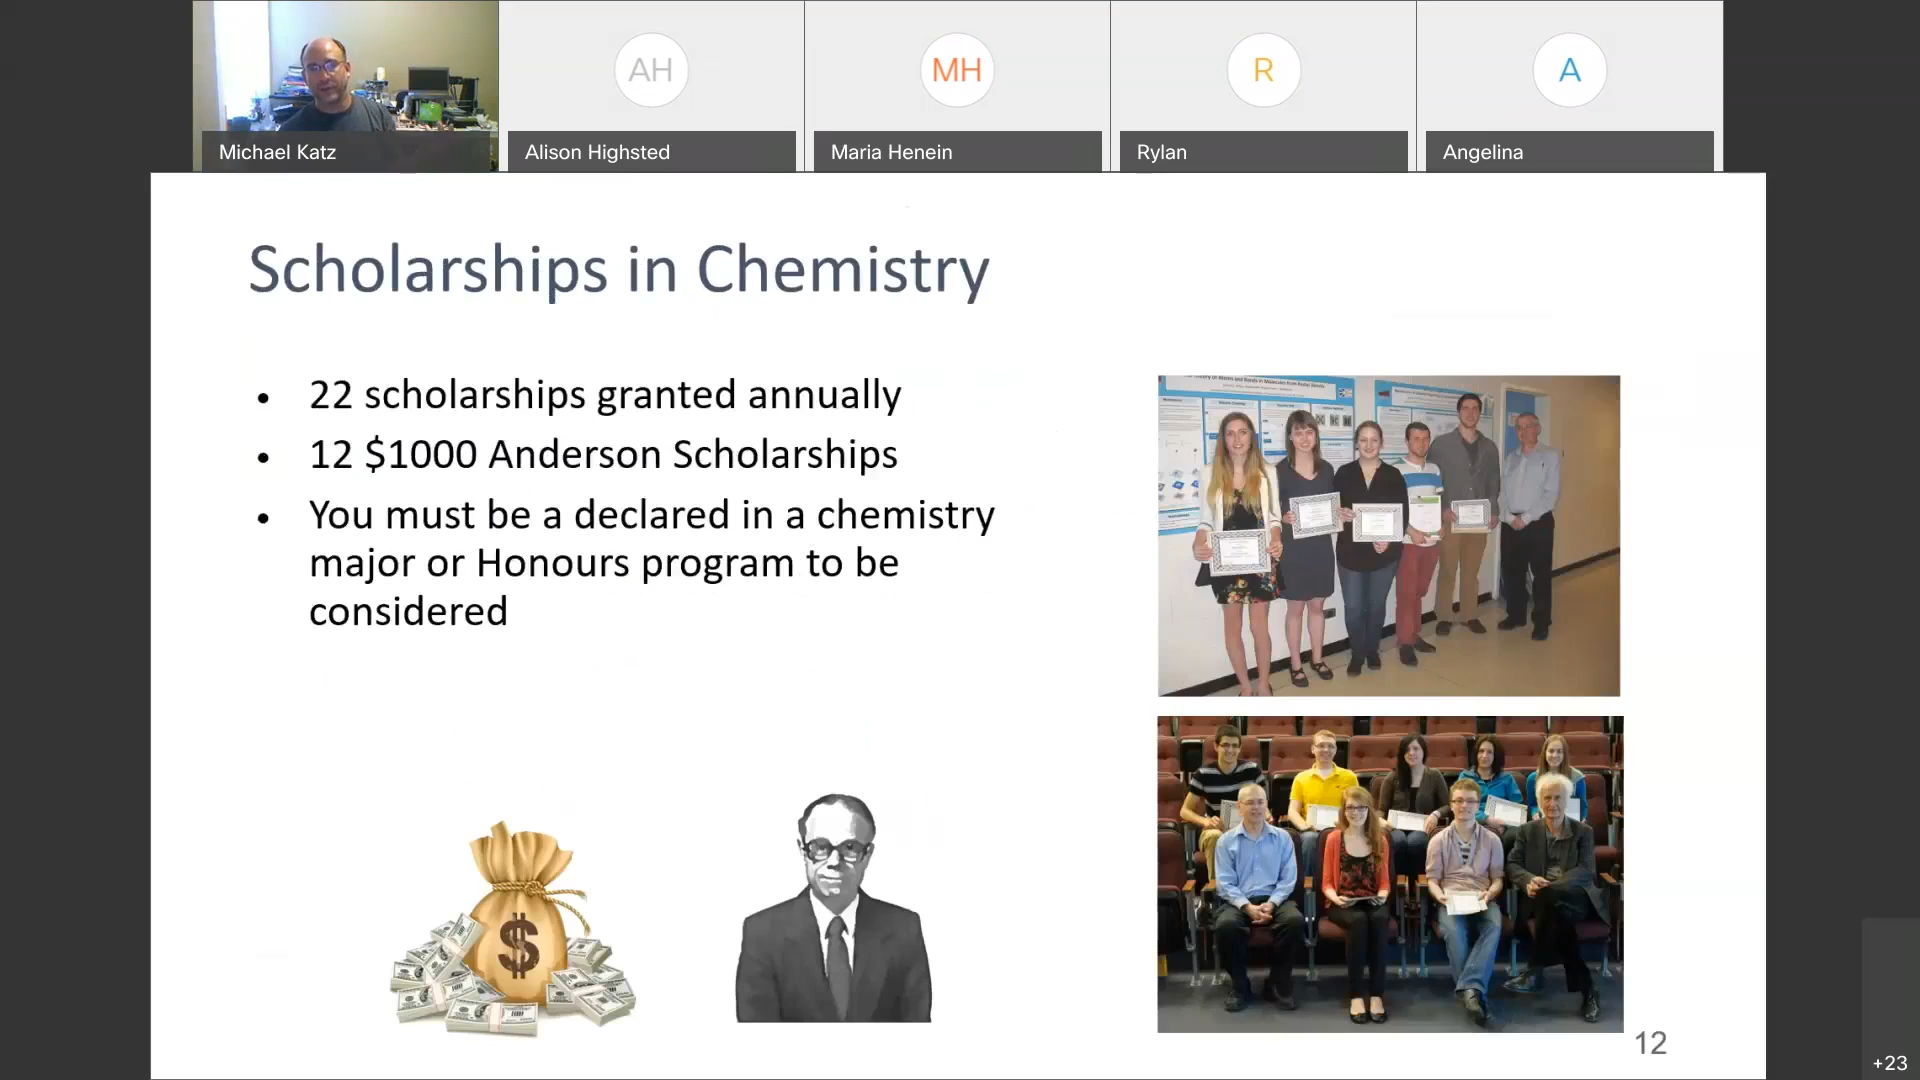 AH
MH
R
A
Michael Katz
Alison Highsted
Maria Henein
Rylan
Angelina
Scholarships in Chemistry
• 22 scholarships granted annually
• 12 $1000 Anderson Scholarships
• You must be a declared in a chemistry
major or Honours program to be
considered
$
12
+23